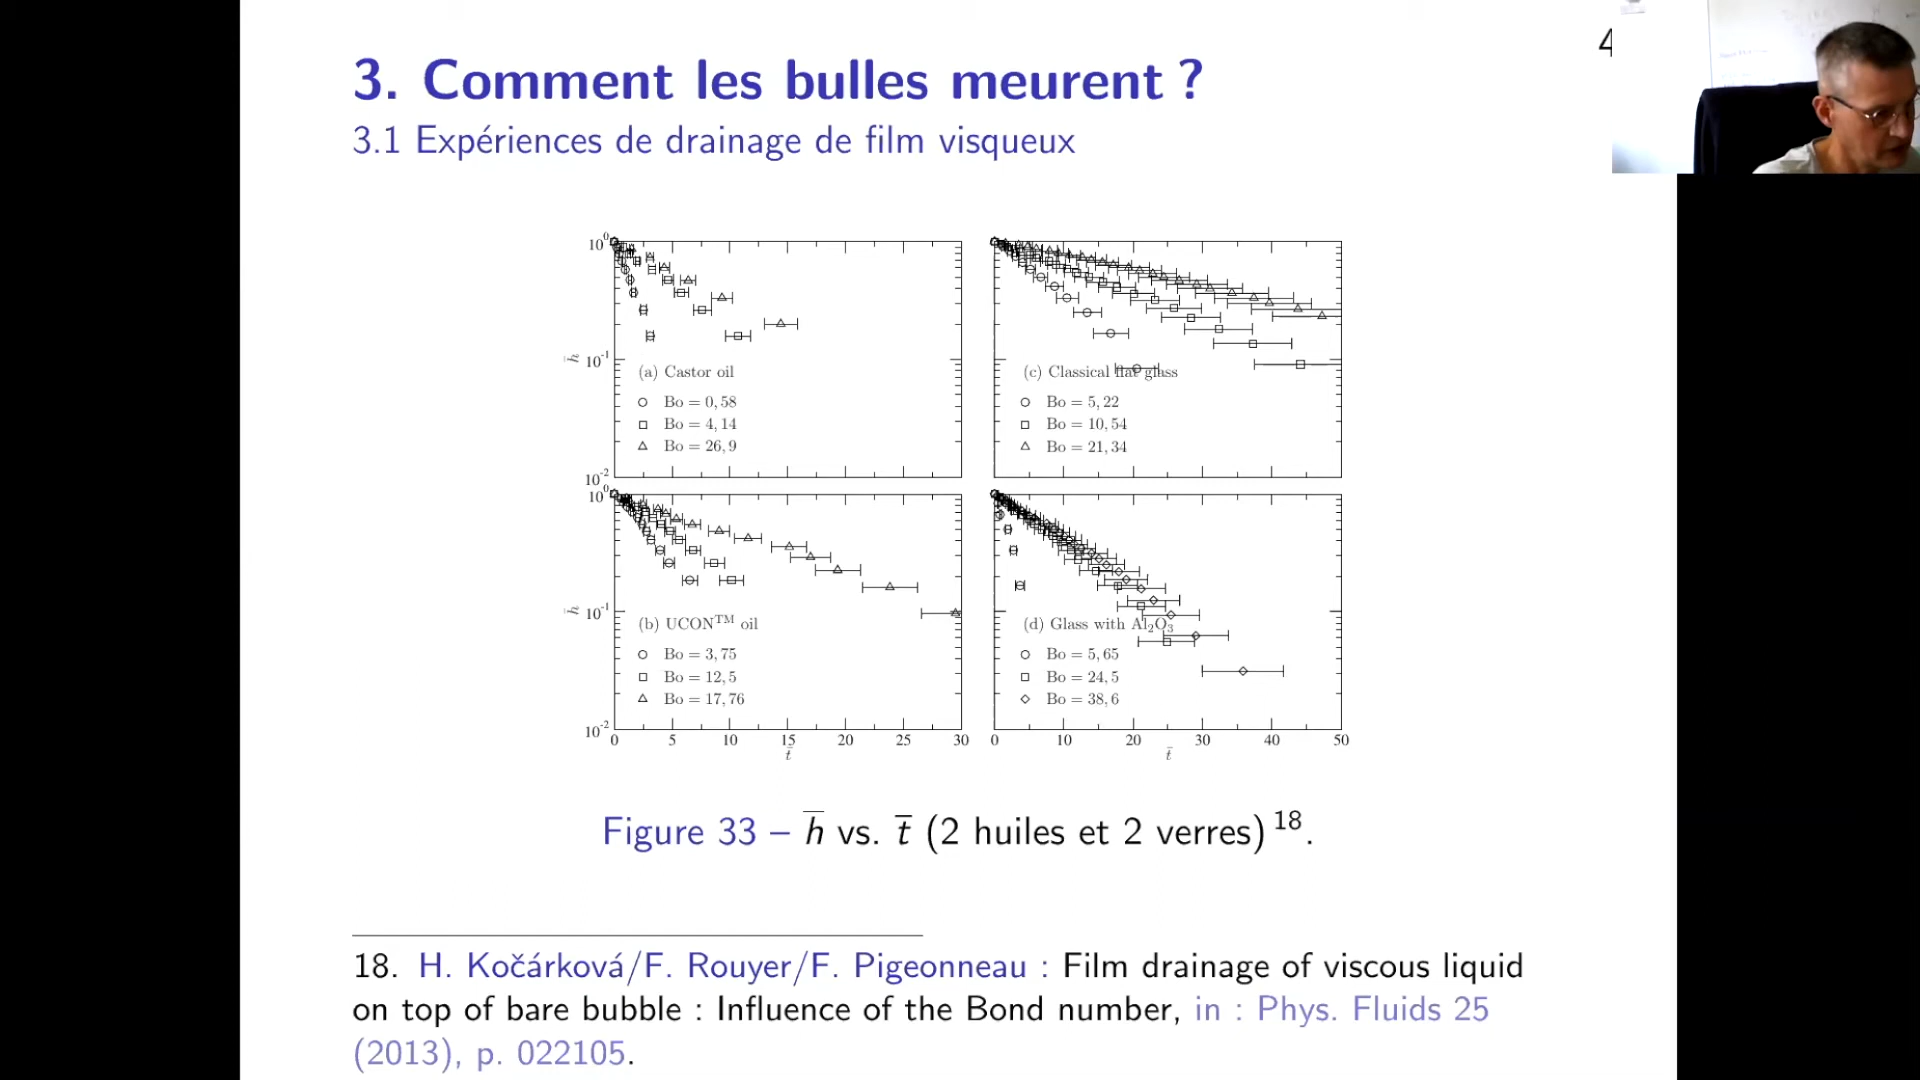 4
3. Comment les bulles meurent ?
3.1 Expériences de drainage de film visqueux
10⁰
h̄ 10⁻¹
10⁻²
(a) Castor oil
Bo = 0,58
Bo = 4,14
Bo = 26,9
(c) Classical flat glass
Bo = 5,22
Bo = 10,54
Bo = 21,34
10⁰
h̄ 10⁻¹
10⁻²
(b) UCON™ oil
Bo = 3,75
Bo = 12,5
Bo = 17,76
(d) Glass with Al₂O₃
Bo = 5,65
Bo = 24,5
Bo = 38,6
0 5 10 15 20 25 30
t̄
0 10 20 30 40 50
t̄
Figure 33 – h̄ vs. t̄ (2 huiles et 2 verres)¹⁸.
18. H. Kočárková/F. Rouyer/F. Pigeonneau : Film drainage of viscous liquid
on top of bare bubble : Influence of the Bond number, in : Phys. Fluids 25
(2013), p. 022105.